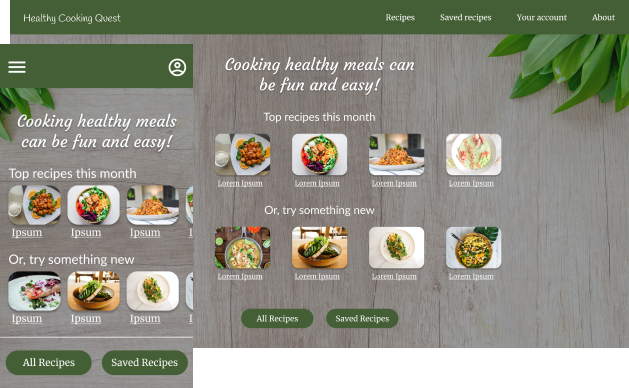 Healthy Cooking Quest
Recipes Saved recipes Your account About
Cooking healthy meals can
be fun and easy!
Top recipes this month
Lorem Ipsum Lorem Ipsum Lorem Ipsum Lorem Ipsum
Or, try something new
Lorem Ipsum Lorem Ipsum Lorem Ipsum Lorem Ipsum
All Recipes Saved Recipes
Cooking healthy meals
can be fun and easy!
Top recipes this month
Ipsum Ipsum Ipsum I
Or, try something new
Ipsum Ipsum Ipsum I
All Recipes Saved Recipes